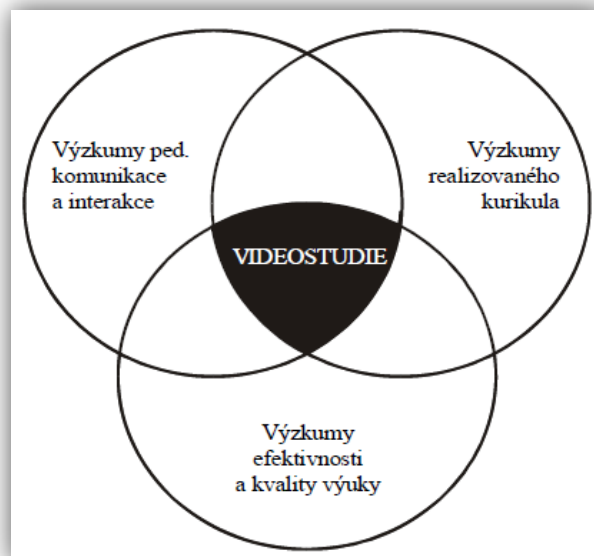 Výzkumy ped.
komunikace
a interakce
Výzkumy
realizovaného
kurikula
VIDEOSTUDIE
Výzkumy
efektivnosti
a kvality výuky